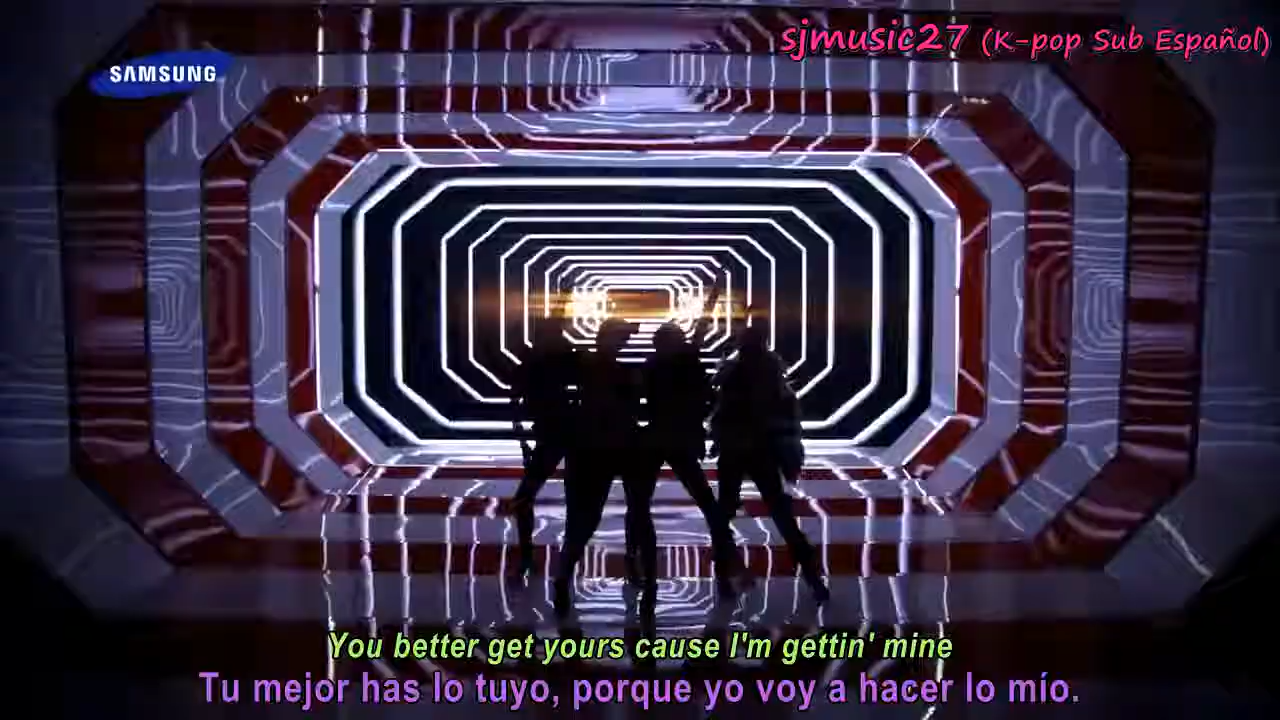 sjmusic27 (K-pop Sub Español)
SAMSUNG
You better get yours cause I'm gettin' mine
Tu mejor has lo tuyo, porque yo voy a hacer lo mío.